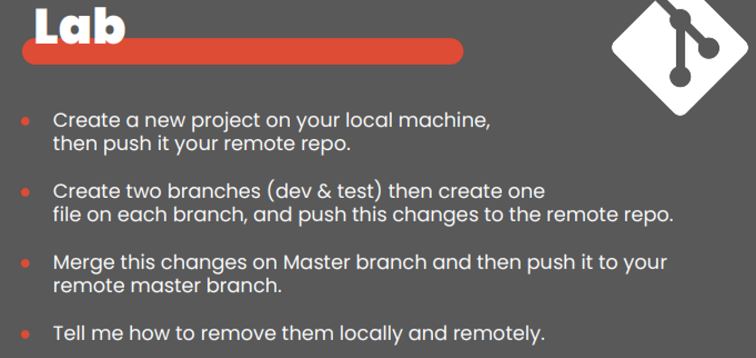 Lab
Create a new project on your local machine,
then push it your remote repo.
Create two branches (dev & test) then create one
file on each branch, and push this changes to the remote repo.
Merge this changes on Master branch and then push it to your
remote master branch.
Tell me how to remove them locally and remotely.